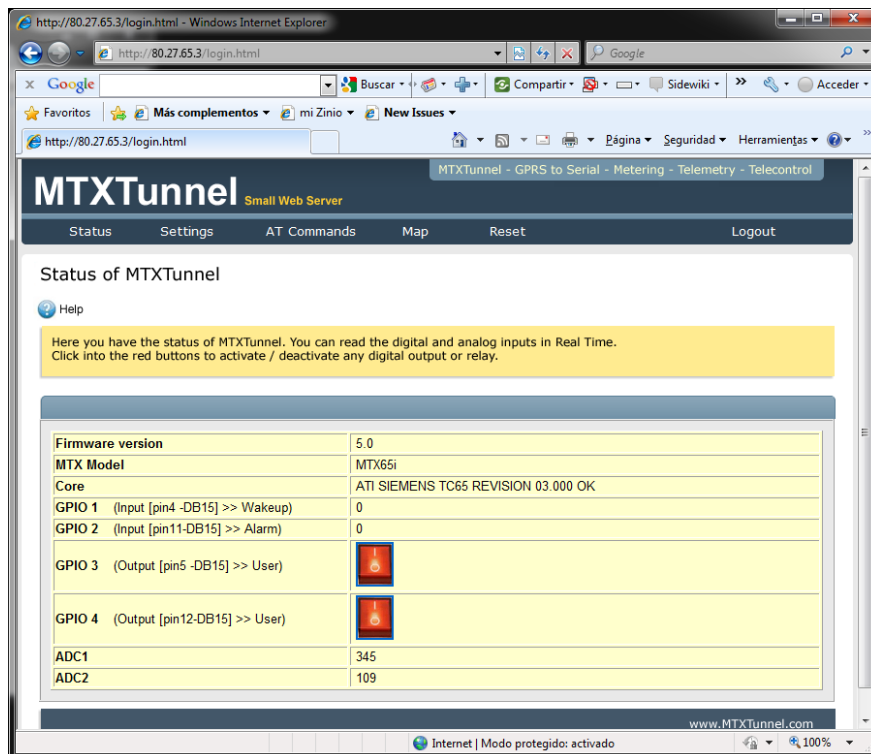 http://80.27.65.3/login.html - Windows Internet Explorer
http://80.27.65.3/login.html
Google
x Google Buscar Compartir Sidewiki » Acceder
Favoritos Más complementos mi Zinio New Issues
http://80.27.65.3/login.html Página Seguridad Herramientas »
MTXTunnel - GPRS to Serial - Metering - Telemetry - Telecontrol
MTXTunnel Small Web Server
Status Settings AT Commands Map Reset Logout
Status of MTXTunnel
? Help
Here you have the status of MTXTunnel. You can read the digital and analog inputs in Real Time.
Click into the red buttons to activate / deactivate any digital output or relay.
Firmware version 5.0
MTX Model MTX65i
Core ATI SIEMENS TC65 REVISION 03.000 OK
GPIO 1 (Input [pin4 -DB15] >> Wakeup) 0
GPIO 2 (Input [pin11-DB15] >> Alarm) 0
GPIO 3 (Output [pin5 -DB15] >> User)
GPIO 4 (Output [pin12-DB15] >> User)
ADC1 345
ADC2 109
www.MTXTunnel.com
Internet | Modo protegido: activado 100%